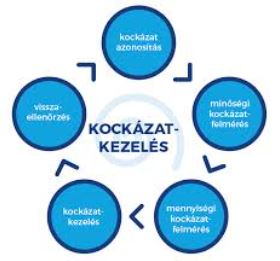 kockázat
azonosítás
minőségi
kockázat-
felmérés
mennyiségi
kockázat-
felmérés
kockázat-
kezelés
vissza-
ellenőrzés
KOCKÁZAT-
KEZELÉS